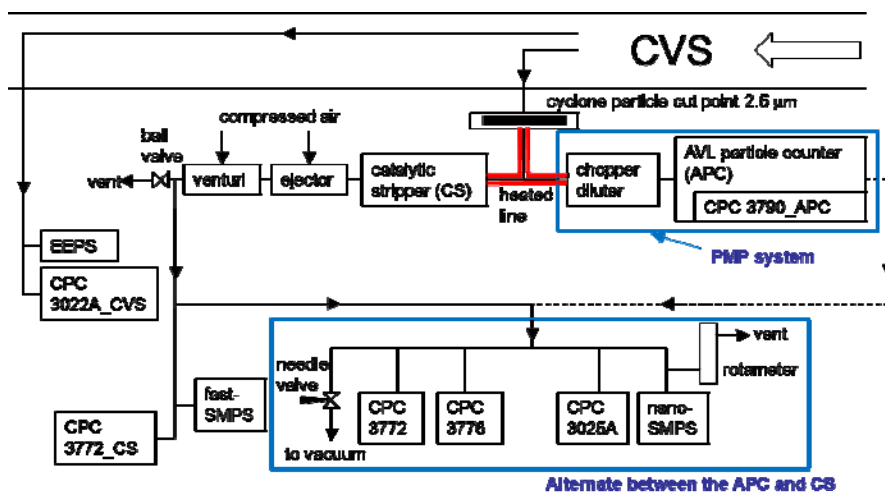 CVS
cyclone particle cut point 2.6 μm
compressed air
ball
valve
vent
venturi
ejector
catalytic
stripper (CS)
heated
line
chopper
diluter
AVL particle counter
(APC)
CPC 3790_APC
PMP system
EEPS
CPC
3022A_CVS
needle
valve
vent
rotameter
fast-
SMPS
CPC
3772
CPC
3776
CPC
3025A
nano-
SMPS
CPC
3772_CS
to vacuum
Alternate between the APC and CS